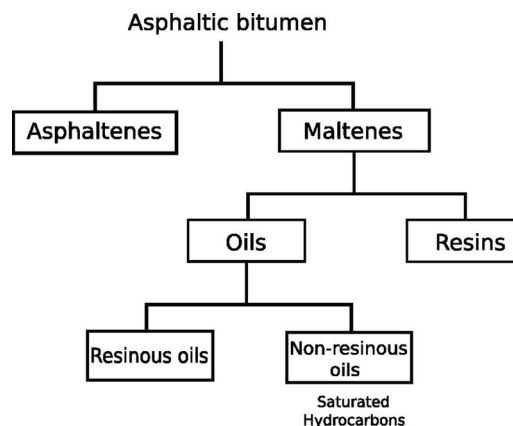 Asphaltic bitumen
Asphaltenes
Maltenes
Oils
Resins
Resinous oils
Non-resinous
oils
Saturated
Hydrocarbons